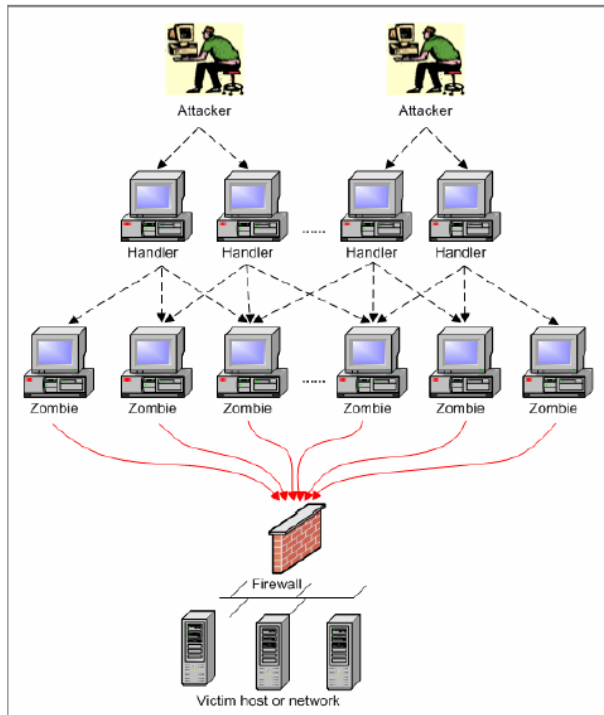 Attacker Attacker
Handler Handler ...... Handler Handler
Zombie Zombie Zombie ...... Zombie Zombie Zombie
Firewall
Victim host or network